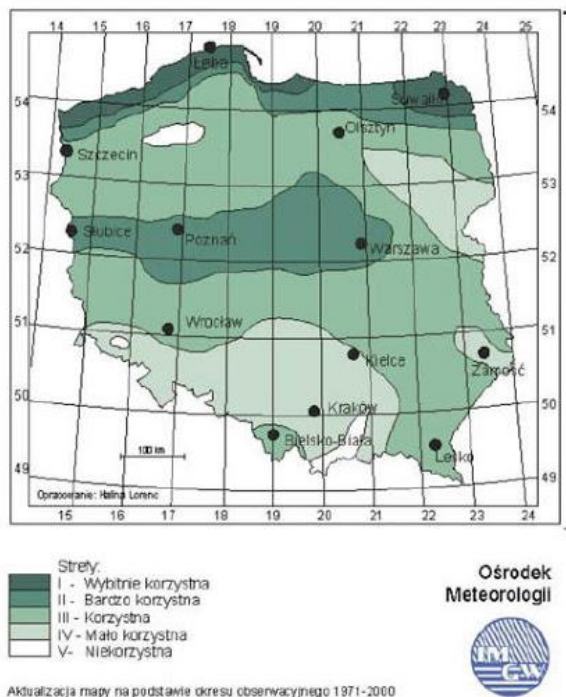 14 15 16 17 18 19 20 21 22 23 24 25
Łeba
Suwałki
54 54
Olsztyn
Szczecin
53 53
Słubice
Poznań
Warszawa
52 52
Wrocław
51 51
Kielce
Zamość
Kraków
50 50
Bielsko-Biała
Lesko
100 km
49 49
Opracowanie: Halina Lorenc
15 16 17 18 19 20 21 22 23 24
Strefy:
I - Wybitnie korzystna
II - Bardzo korzystna
III - Korzystna
IV - Mało korzystna
V- Niekorzystna
Ośrodek
Meteorologii
IM
GW
Aktualizacja mapy na podstawie okresu obserwacyjnego 1971-2000